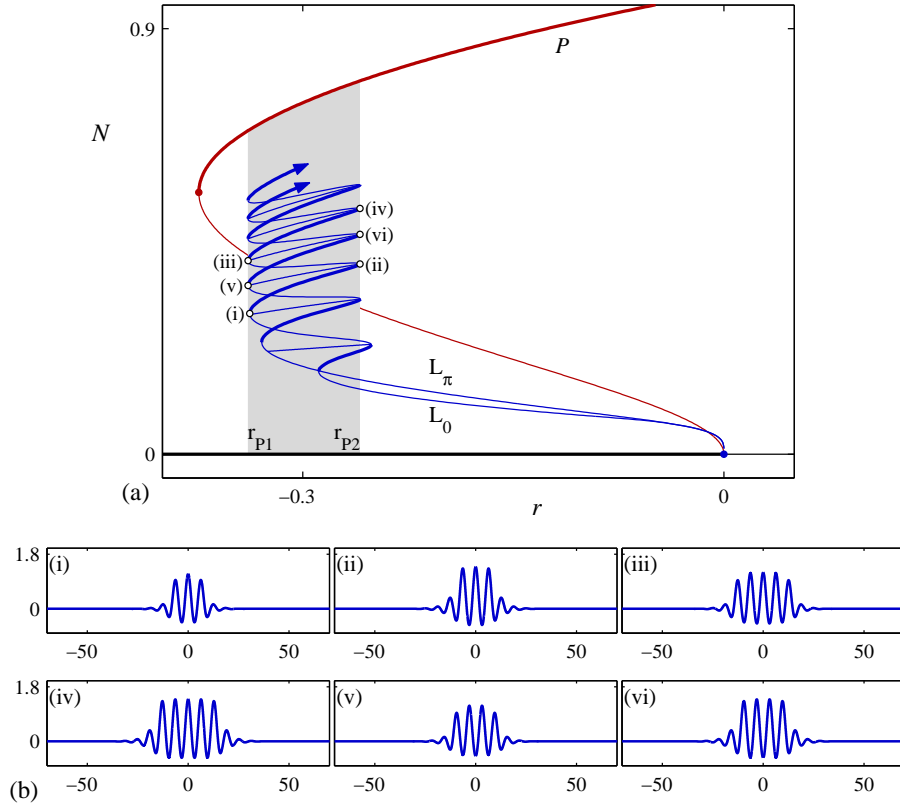 0.9
P
N
(iv)
(vi)
(iii)
(ii)
(v)
(i)
L_π
L_0
r_P1 r_P2
0
(a)
−0.3 0
r
1.8 (i) (ii) (iii)
0
−50 0 50 −50 0 50 −50 0 50
1.8 (iv) (v) (vi)
0
−50 0 50 −50 0 50 −50 0 50
(b)